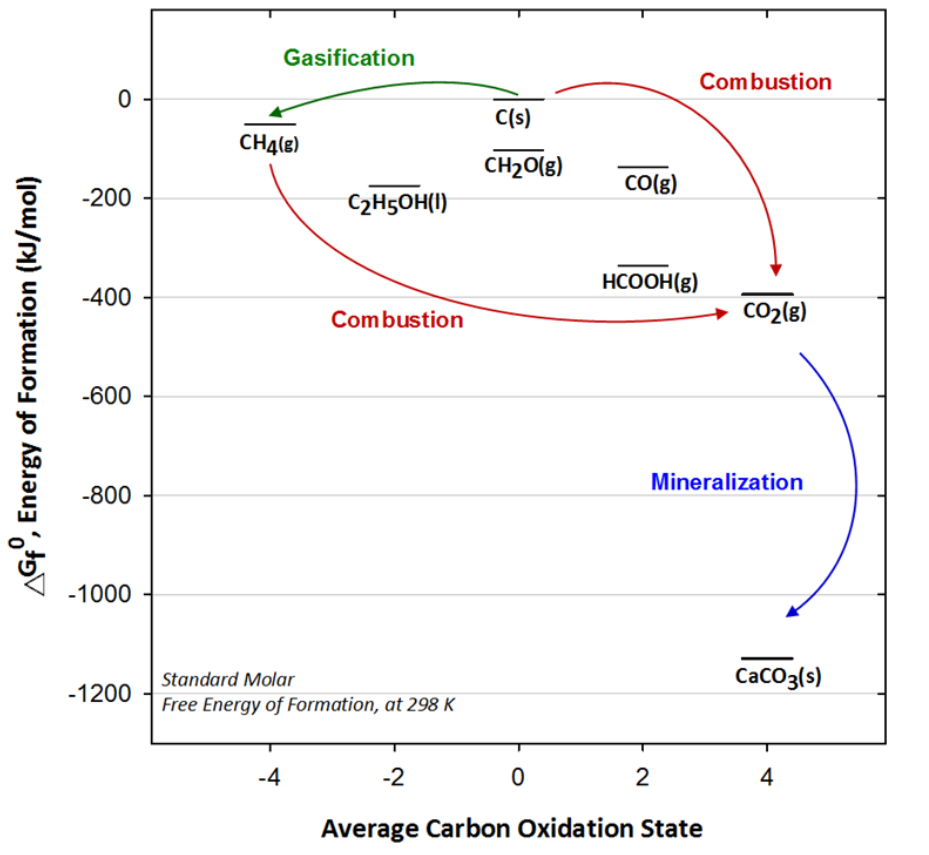 Gasification
Combustion
0
C(s)
CH4(g)
CH2O(g)
CO(g)
-200
C2H5OH(l)
HCOOH(g)
-400
CO2(g)
Combustion
-600
Mineralization
-800
-1000
CaCO3(s)
Standard Molar
Free Energy of Formation, at 298 K
-1200
-4 -2 0 2 4
Average Carbon Oxidation State
△Gf0, Energy of Formation (kJ/mol)